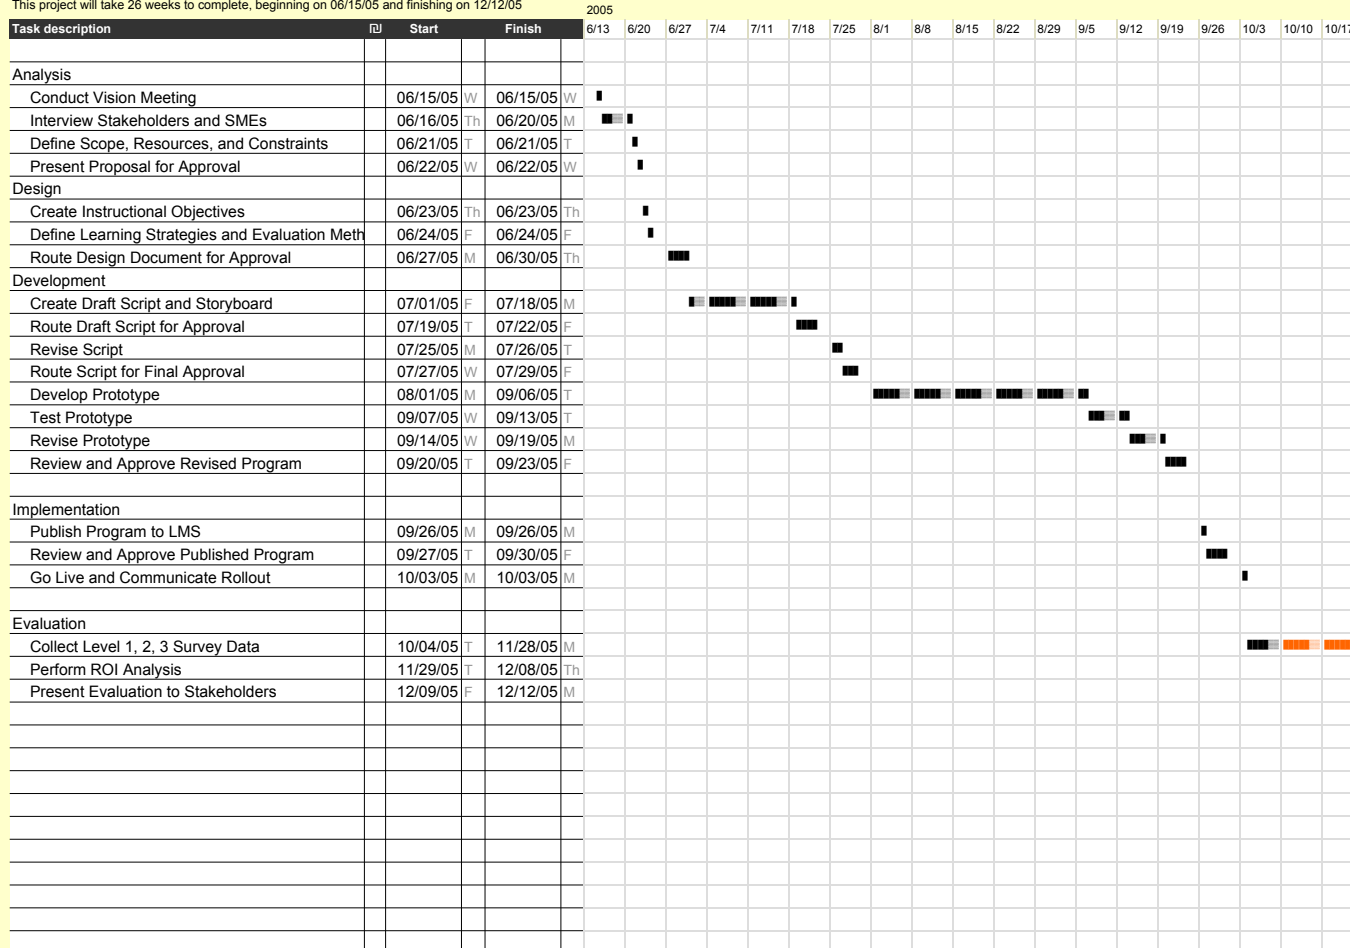 This project will take 26 weeks to complete, beginning on 06/15/05 and finishing on 12/12/05
2005
Task description ₪ Start Finish 6/13 6/20 6/27 7/4 7/11 7/18 7/25 8/1 8/8 8/15 8/22 8/29 9/5 9/12 9/19 9/26 10/3 10/10 10/17
Analysis
Conduct Vision Meeting 06/15/05 W 06/15/05 W
Interview Stakeholders and SMEs 06/16/05 Th 06/20/05 M
Define Scope, Resources, and Constraints 06/21/05 T 06/21/05 T
Present Proposal for Approval 06/22/05 W 06/22/05 W
Design
Create Instructional Objectives 06/23/05 Th 06/23/05 Th
Define Learning Strategies and Evaluation Meth 06/24/05 F 06/24/05 F
Route Design Document for Approval 06/27/05 M 06/30/05 Th
Development
Create Draft Script and Storyboard 07/01/05 F 07/18/05 M
Route Draft Script for Approval 07/19/05 T 07/22/05 F
Revise Script 07/25/05 M 07/26/05 T
Route Script for Final Approval 07/27/05 W 07/29/05 F
Develop Prototype 08/01/05 M 09/06/05 T
Test Prototype 09/07/05 W 09/13/05 T
Revise Prototype 09/14/05 W 09/19/05 M
Review and Approve Revised Program 09/20/05 T 09/23/05 F
Implementation
Publish Program to LMS 09/26/05 M 09/26/05 M
Review and Approve Published Program 09/27/05 T 09/30/05 F
Go Live and Communicate Rollout 10/03/05 M 10/03/05 M
Evaluation
Collect Level 1, 2, 3 Survey Data 10/04/05 T 11/28/05 M
Perform ROI Analysis 11/29/05 T 12/08/05 Th
Present Evaluation to Stakeholders 12/09/05 F 12/12/05 M